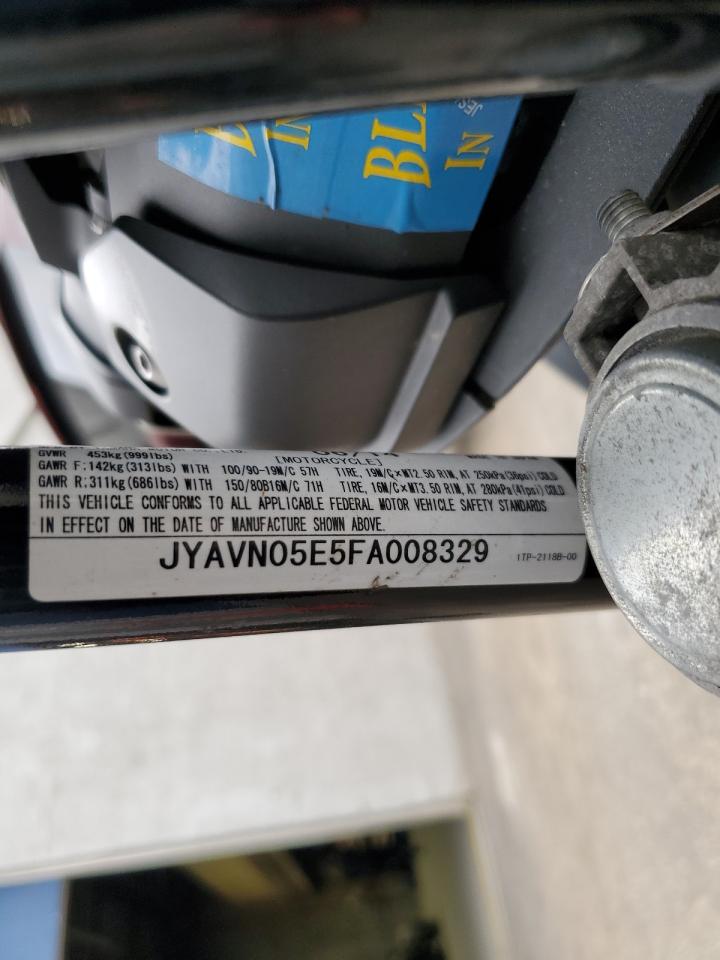 BLA
IN
IN
JES
[MOTORCYCLE]
GVWR 453kg(999lbs)
GAWR F:142kg(313lbs) WITH 100/90-19M/C 57H TIRE, 19M/C×MT2.50 RIM, AT 250kPa(36psi) COLD
GAWR R:311kg(686lbs) WITH 150/80B16M/C 71H TIRE, 16M/C×MT3.50 RIM, AT 280kPa(41psi) COLD
THIS VEHICLE CONFORMS TO ALL APPLICABLE FEDERAL MOTOR VEHICLE SAFETY STANDARDS
IN EFFECT ON THE DATE OF MANUFACTURE SHOWN ABOVE.
JYAVN05E5FA008329
1TP-2118B-00